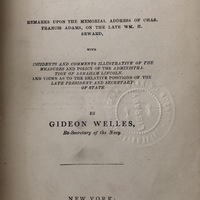 REMARKS UPON THE MEMORIAL ADDRESS OF CHAS.
FRANCIS ADAMS, ON THE LATE WM. H.
SEWARD,
WITH
INCIDENTS AND COMMENTS ILLUSTRATIVE OF THE
MEASURES AND POLICY OF THE ADMINISTRA-
TION OF ABRAHAM LINCOLN.
AND VIEWS AS TO THE RELATIVE POSITIONS OF THE
LATE PRESIDENT AND SECRETARY
OF STATE.
BY
GIDEON WELLES,
Ex-Secretary of the Navy.
NEW YORK: